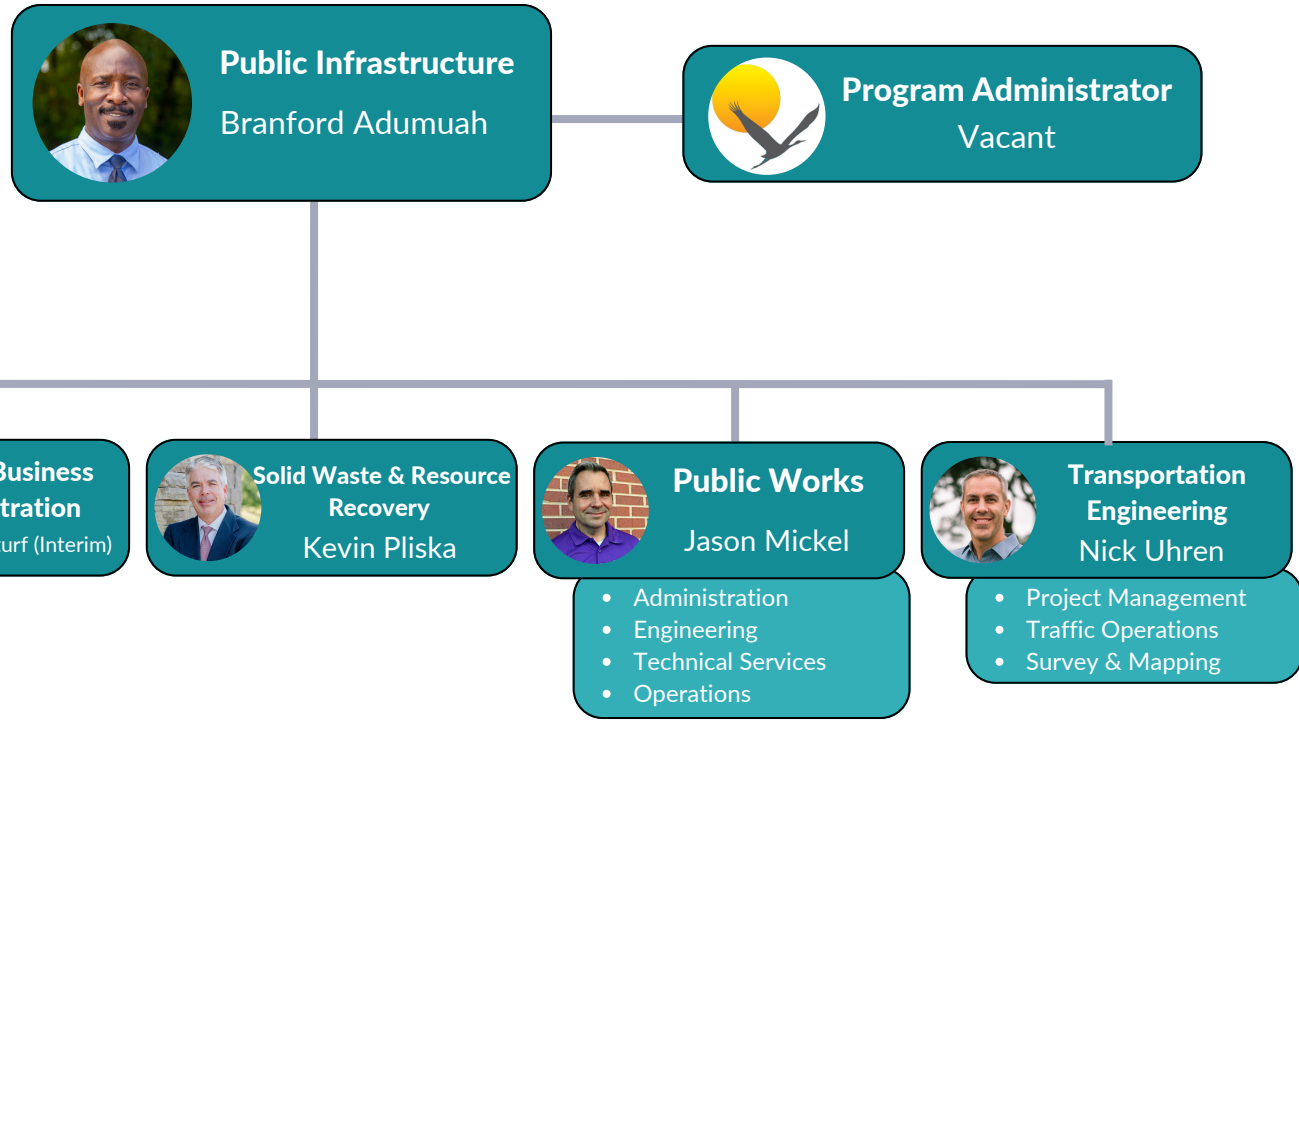 Public Infrastructure
Branford Adumuah
Program Administrator
Vacant
Business
tration
turf (Interim)
Solid Waste & Resource
Recovery
Kevin Pliska
Public Works
Jason Mickel
• Administration
• Engineering
• Technical Services
• Operations
Transportation
Engineering
Nick Uhren
• Project Management
• Traffic Operations
• Survey & Mapping